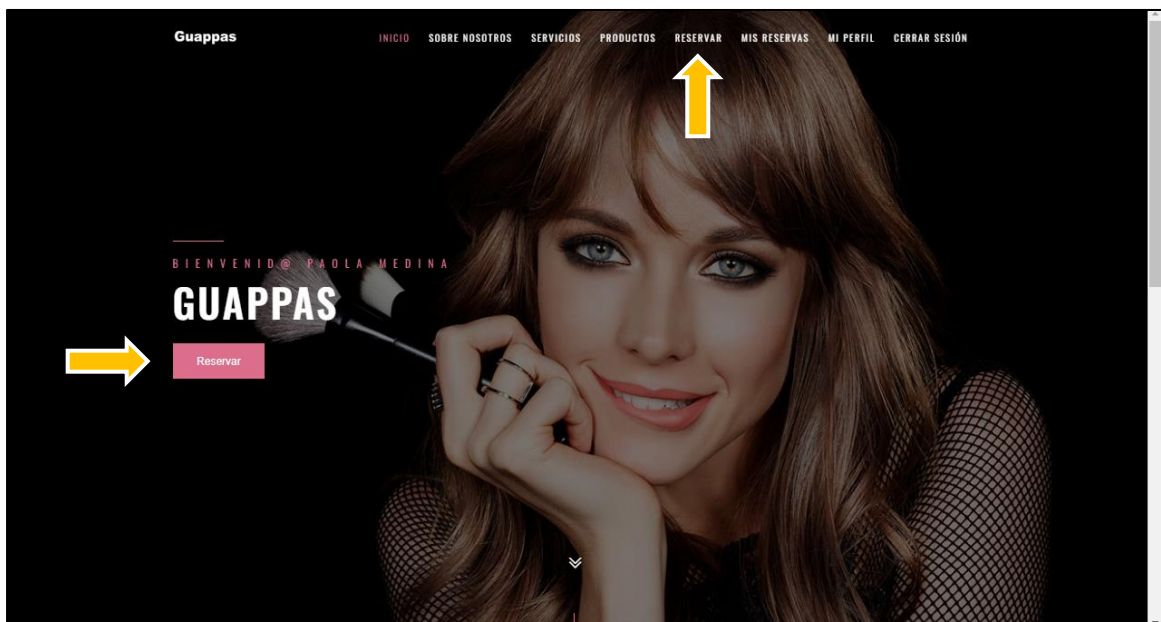 Guappas
INICIO SOBRE NOSOTROS SERVICIOS PRODUCTOS RESERVAR MIS RESERVAS MI PERFIL CERRAR SESIÓN
BIENVENID@ PAOLA MEDINA
GUAPPAS
Reservar